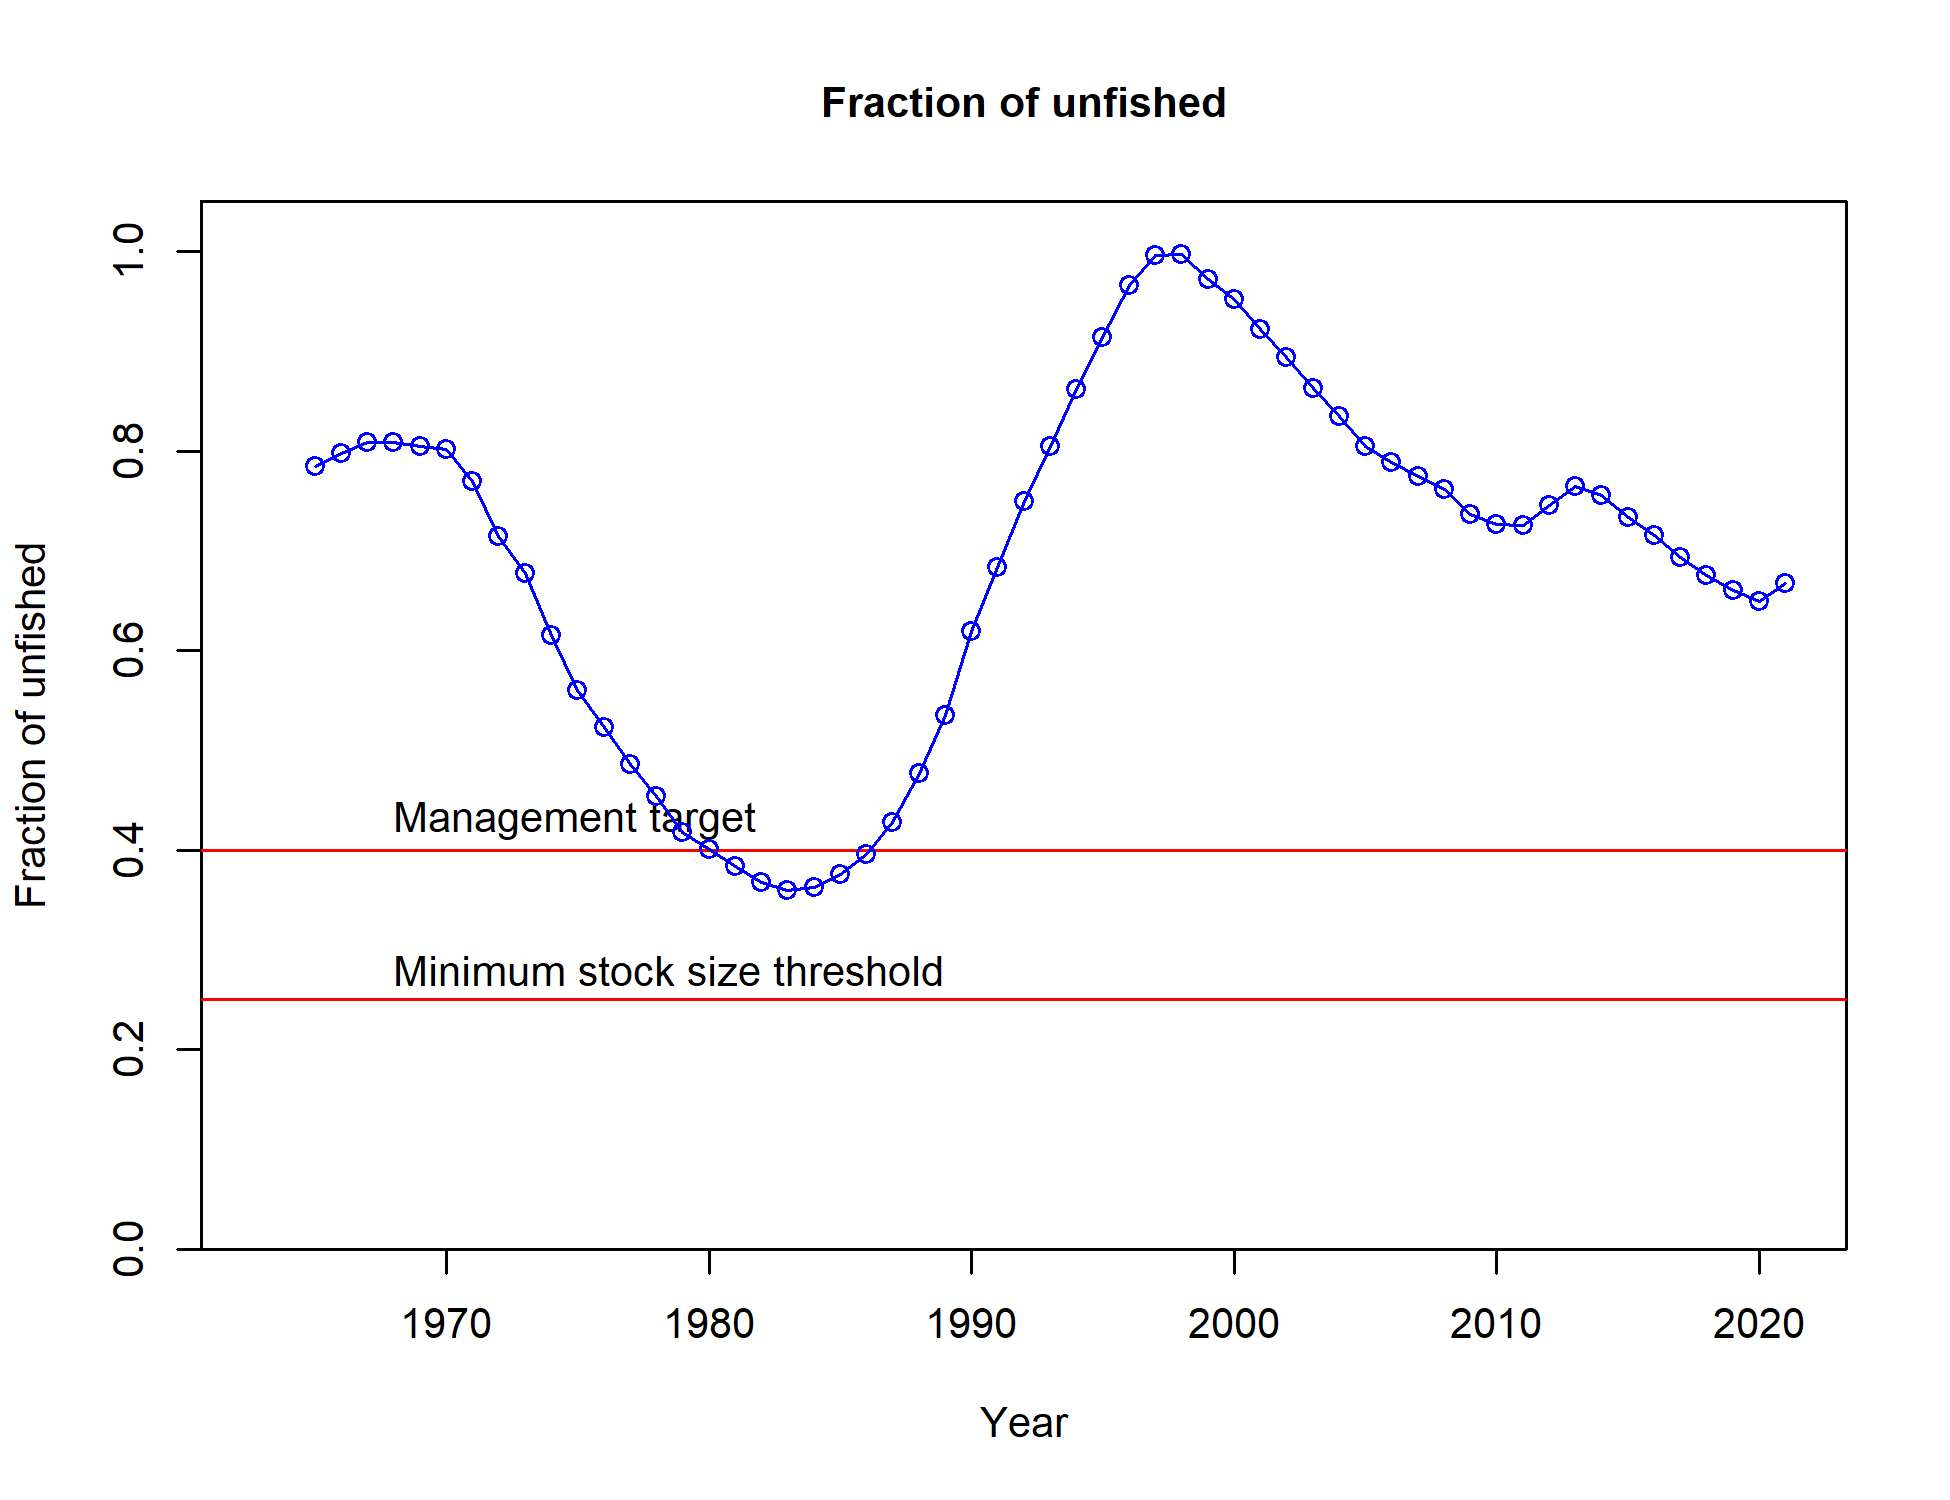 Fraction of unfished
Fraction of unfished
1.0
0.8
0.6
0.4
0.2
0.0
Management target
Minimum stock size threshold
1970 1980 1990 2000 2010 2020
Year